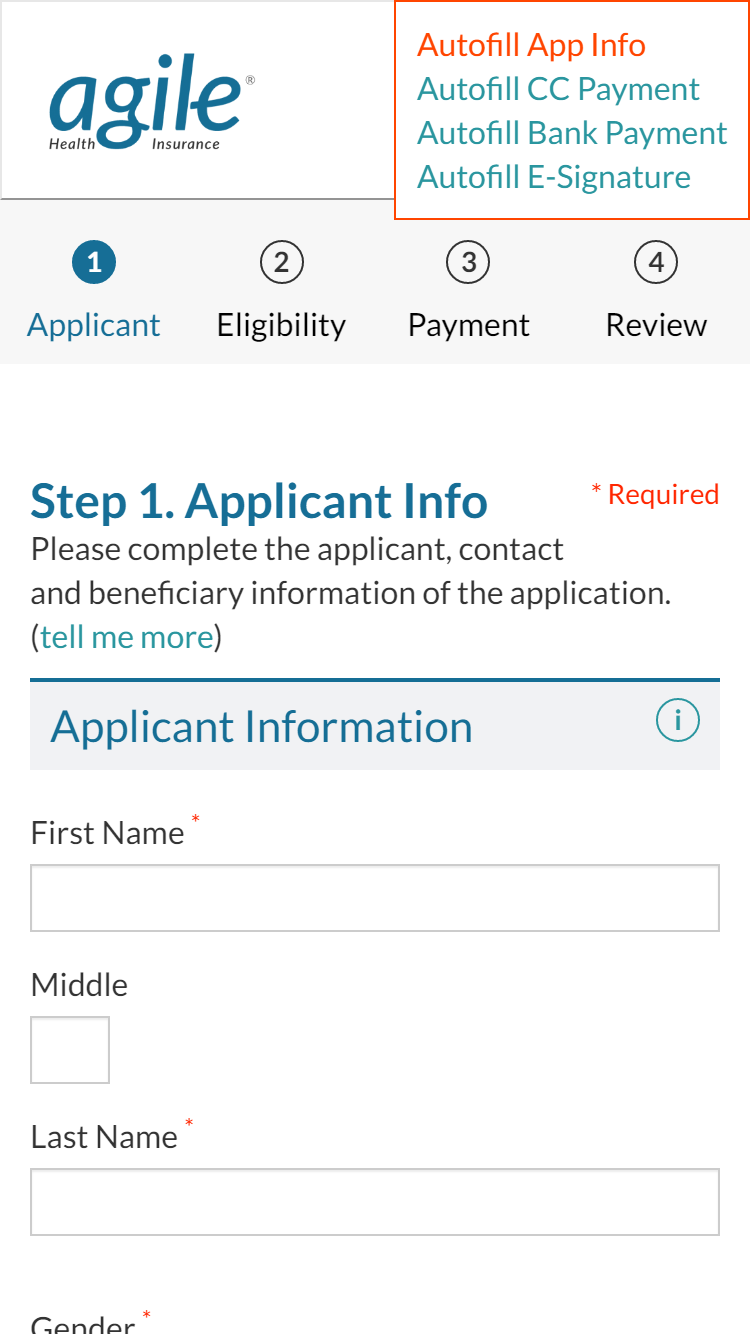 agile®
Health Insurance
Autofill App Info
Autofill CC Payment
Autofill Bank Payment
Autofill E-Signature
1 2 3 4
Applicant Eligibility Payment Review
Step 1. Applicant Info * Required
Please complete the applicant, contact
and beneficiary information of the application.
(tell me more)
Applicant Information i
First Name *
Middle
Last Name *
Gender *